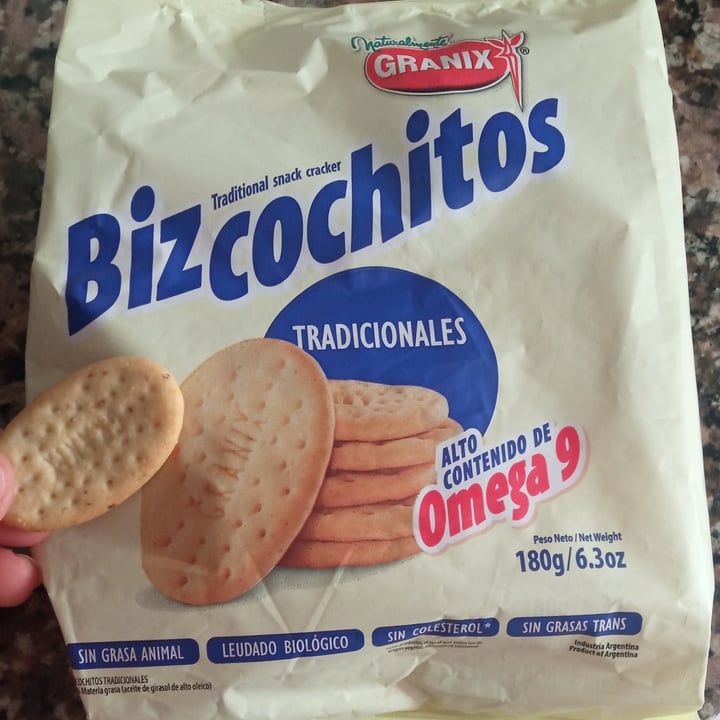 Naturalmente
GRANIX®
Traditional snack cracker
Bizcochitos
TRADICIONALES
GRANIX
ALTO
CONTENIDO DE
Omega 9
Peso Neto / Net Weight
180g/6.3oz
SIN GRASA ANIMAL
LEUDADO BIOLÓGICO
SIN COLESTEROL*
SIN GRASAS TRANS
Industria Argentina
Product of Argentina
COCHITOS TRADICIONALES
Materia grasa (aceite de girasol de alto oleico)